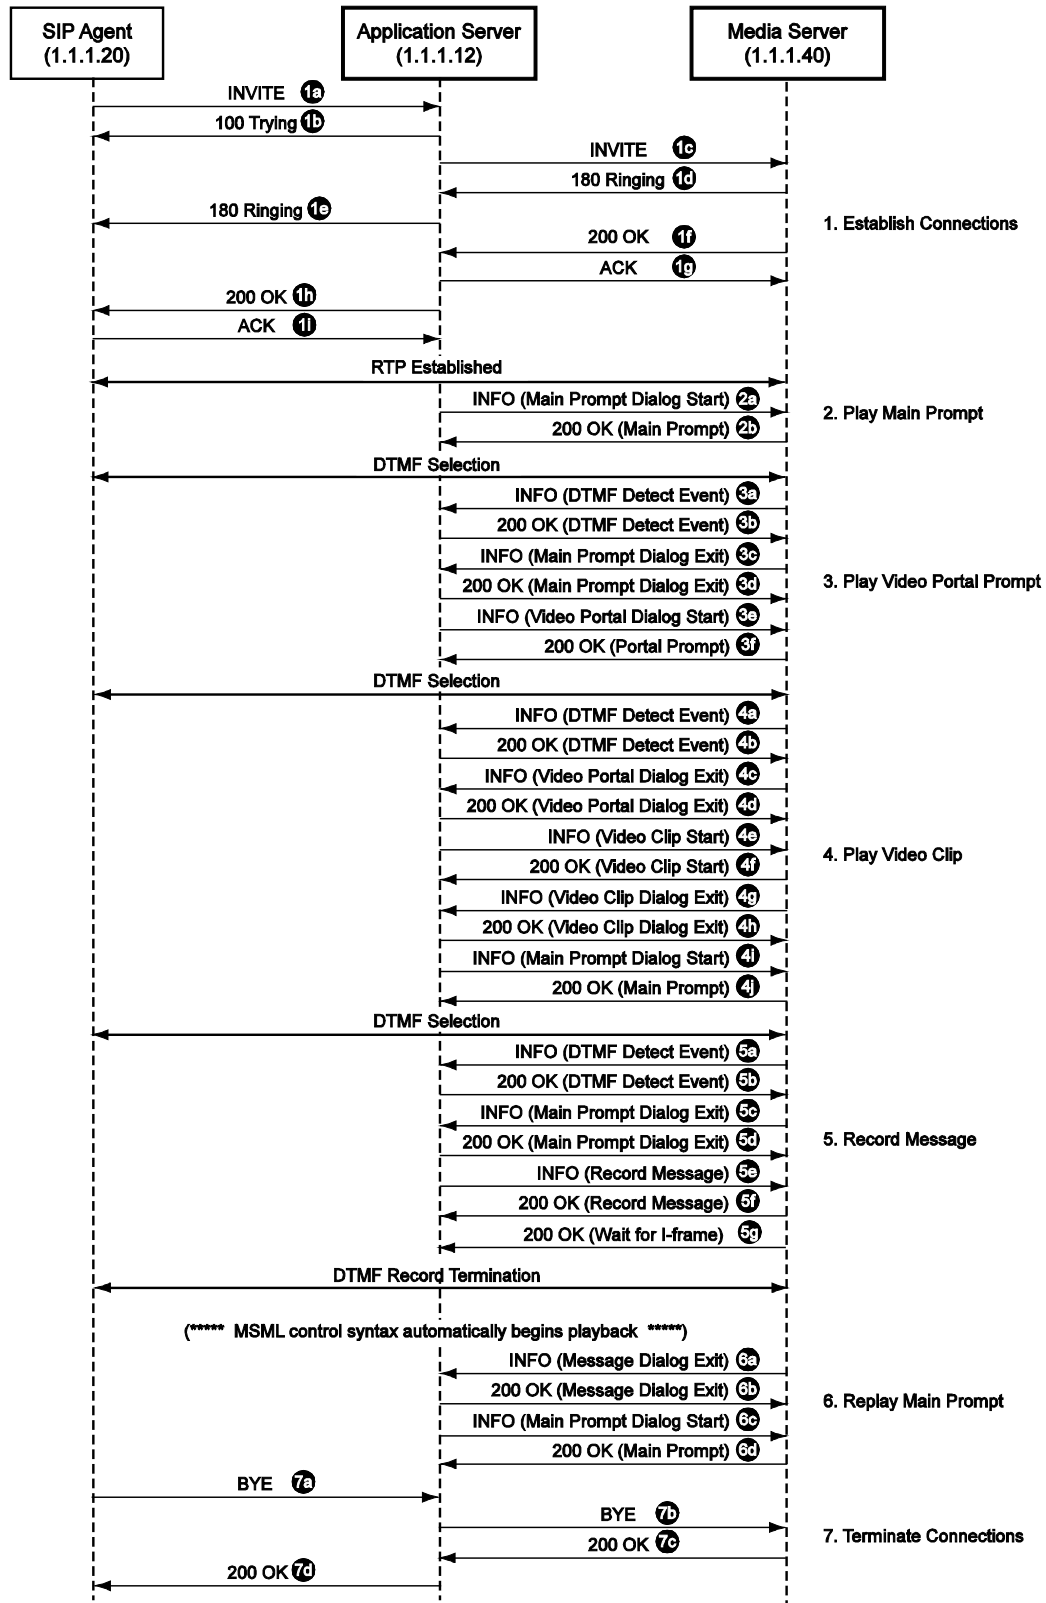 SIP Agent
(1.1.1.20)
Application Server
(1.1.1.12)
Media Server
(1.1.1.40)
INVITE 1a
100 Trying 1b
INVITE 1c
180 Ringing 1d
180 Ringing 1e
1. Establish Connections
200 OK 1f
ACK 1g
200 OK 1h
ACK 1i
RTP Established
INFO (Main Prompt Dialog Start) 2a
2. Play Main Prompt
200 OK (Main Prompt) 2b
DTMF Selection
INFO (DTMF Detect Event) 3a
200 OK (DTMF Detect Event) 3b
INFO (Main Prompt Dialog Exit) 3c
3. Play Video Portal Prompt
200 OK (Main Prompt Dialog Exit) 3d
INFO (Video Portal Dialog Start) 3e
200 OK (Portal Prompt) 3f
DTMF Selection
INFO (DTMF Detect Event) 4a
200 OK (DTMF Detect Event) 4b
INFO (Video Portal Dialog Exit) 4c
200 OK (Video Portal Dialog Exit) 4d
INFO (Video Clip Start) 4e
4. Play Video Clip
200 OK (Video Clip Start) 4f
INFO (Video Clip Dialog Exit) 4g
200 OK (Video Clip Dialog Exit) 4h
INFO (Main Prompt Dialog Start) 4i
200 OK (Main Prompt) 4j
DTMF Selection
INFO (DTMF Detect Event) 5a
200 OK (DTMF Detect Event) 5b
INFO (Main Prompt Dialog Exit) 5c
5. Record Message
200 OK (Main Prompt Dialog Exit) 5d
INFO (Record Message) 5e
200 OK (Record Message) 5f
200 OK (Wait for I-frame) 5g
DTMF Record Termination
(***** MSML control syntax automatically begins playback *****)
INFO (Message Dialog Exit) 6a
200 OK (Message Dialog Exit) 6b
6. Replay Main Prompt
INFO (Main Prompt Dialog Start) 6c
200 OK (Main Prompt) 6d
BYE 7a
BYE 7b
7. Terminate Connections
200 OK 7c
200 OK 7d